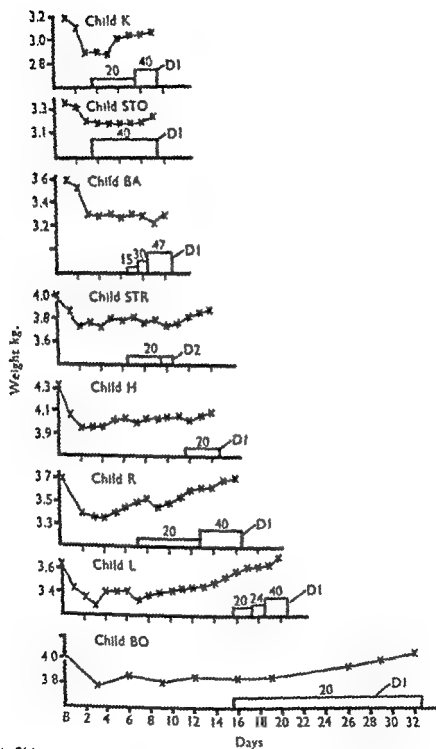 Child K
3.2
3.0
2.8
20
40
D1
Child STO
3.3
3.1
40
D1
Child BA
3.6
3.4
3.2
15
30
47
D1
Child STR
4.0
3.8
3.6
20
D2
Weight kg.
Child H
4.3
4.1
3.9
20
D1
Child R
3.7
3.5
3.3
20
40
D1
Child L
3.6
3.4
20
24
40
D1
Child BO
4.0
3.8
20
D1
B 2 4 6 8 10 12 14 16 18 20 22 24 26 28 30 32
Days